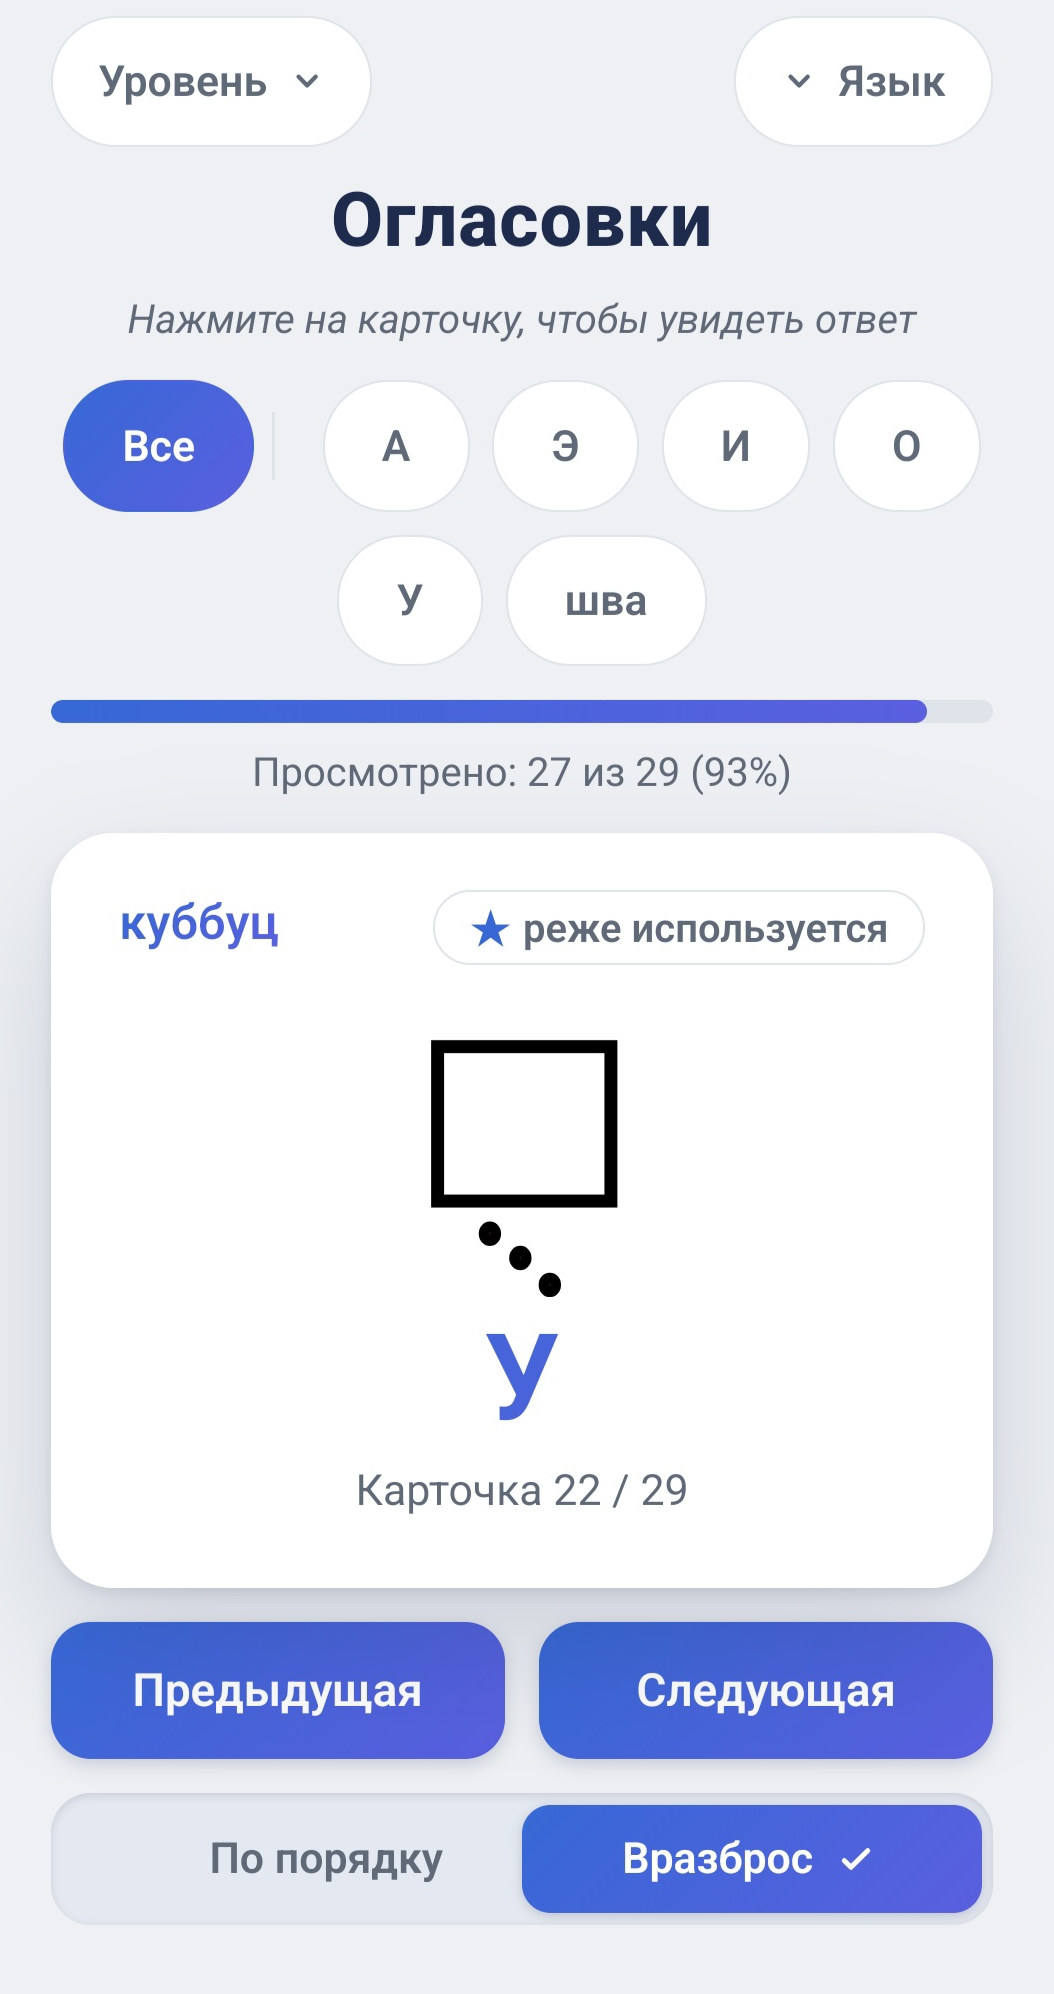 Уровень
Язык
Огласовки
Нажмите на карточку, чтобы увидеть ответ
Все
А
Э
И
О
У
шва
Просмотрено: 27 из 29 (93%)
куббуц
★ реже используется
У
Карточка 22 / 29
Предыдущая
Следующая
По порядку
Вразброс